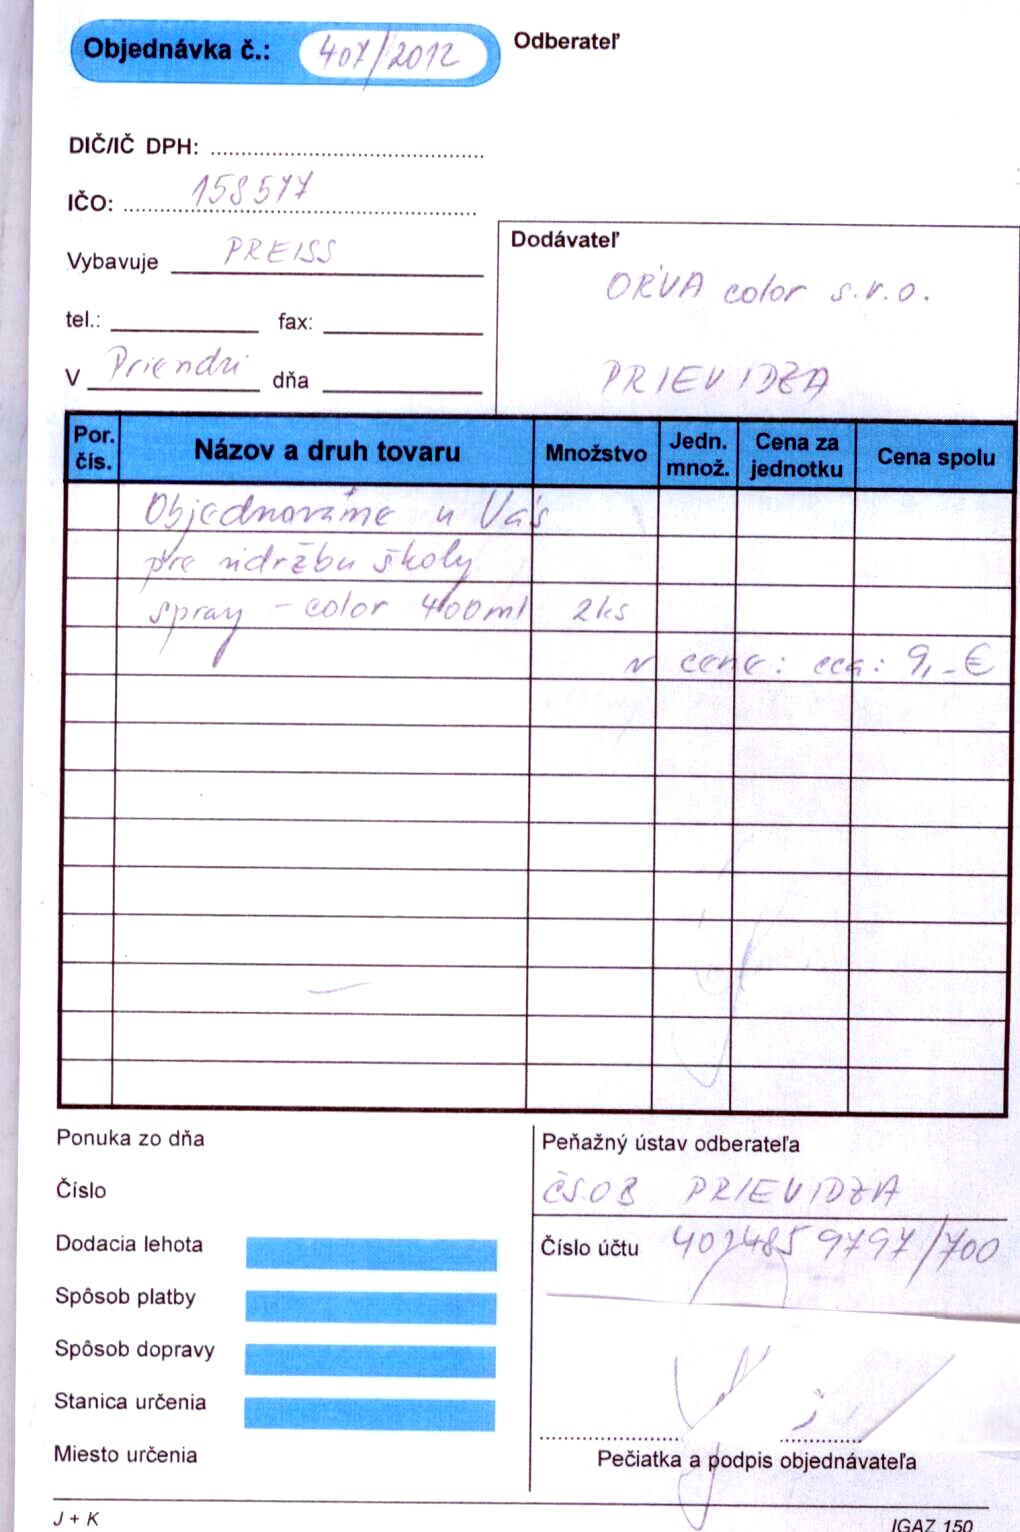 Objednávka č.: 407/2012
Odberateľ
DIČ/IČ DPH:
IČO: 158577
Vybavuje PREISS
tel.: fax:
V dňa
Dodávateľ
ORVA color s.r.o.
PRIEVIDZA
Por. čís. Názov a druh tovaru Množstvo Jedn. množ. Cena za jednotku Cena spolu
Objednávame u Vás
pre údržbu školy
spray - color 400ml 2ks
v cene: cca: 9,-€
Ponuka zo dňa
Číslo
Dodacia lehota
Spôsob platby
Spôsob dopravy
Stanica určenia
Miesto určenia
Peňažný ústav odberateľa
ČSOB PRIEVIDZA
Číslo účtu
Pečiatka a podpis objednávateľa
J + K
IGAZ 150